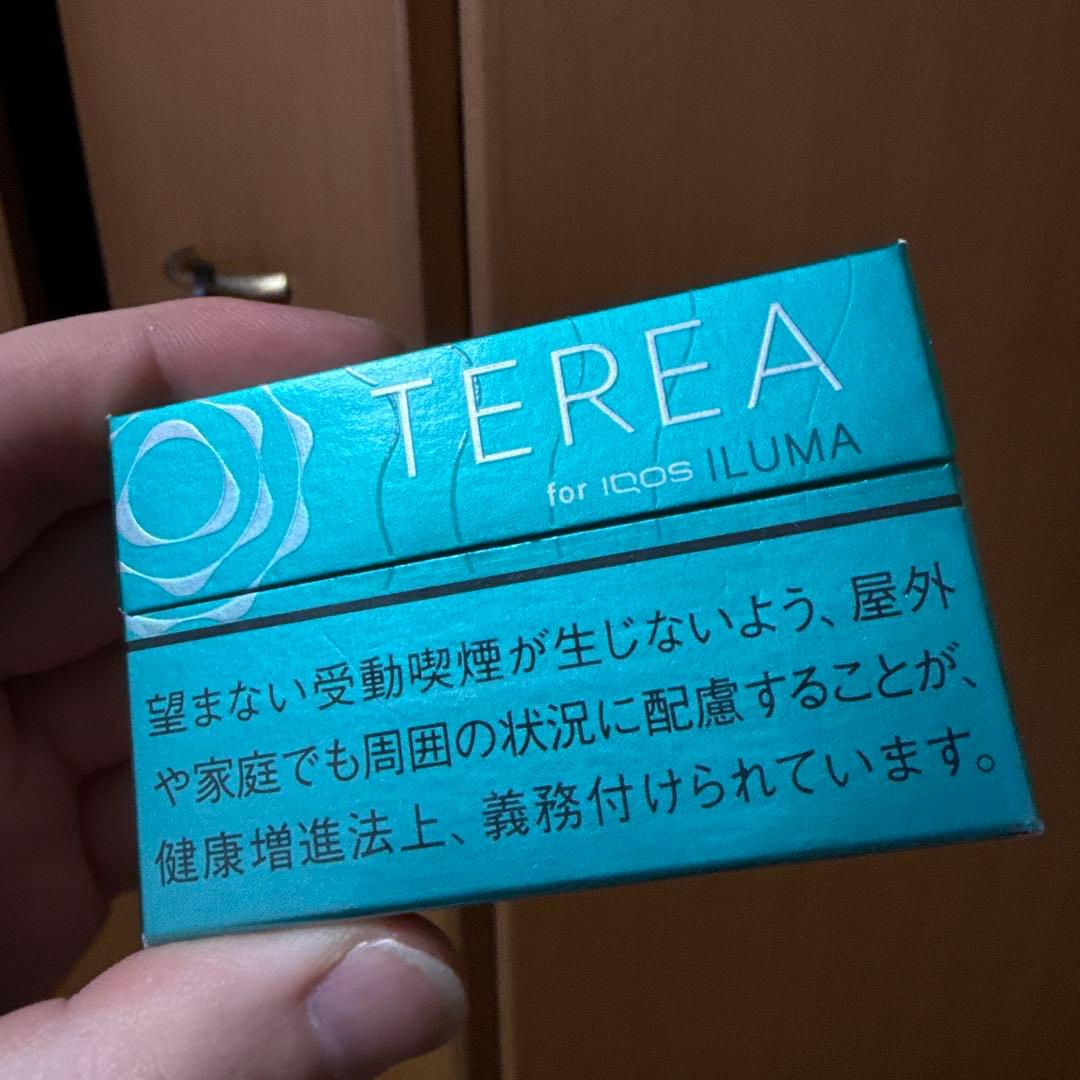 TEREA
for IQOS ILUMA
望まない受動喫煙が生じないよう、屋外
や家庭でも周囲の状況に配慮することが、
健康増進法上、義務付けられています。